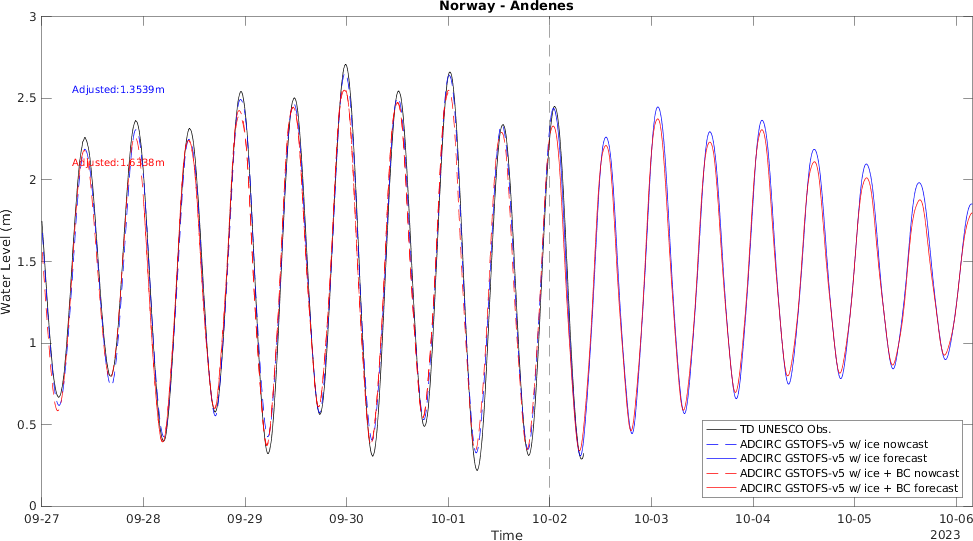 Norway - Andenes
3
2.5
2
1.5
1
0.5
0
Water Level (m)
Adjusted:1.3539m
Adjusted:1.6338m
TD UNESCO Obs.
ADCIRC GSTOFS-v5 w/ ice nowcast
ADCIRC GSTOFS-v5 w/ ice forecast
ADCIRC GSTOFS-v5 w/ ice + BC nowcast
ADCIRC GSTOFS-v5 w/ ice + BC forecast
09-27 09-28 09-29 09-30 10-01 10-02 10-03 10-04 10-05 10-06
2023
Time